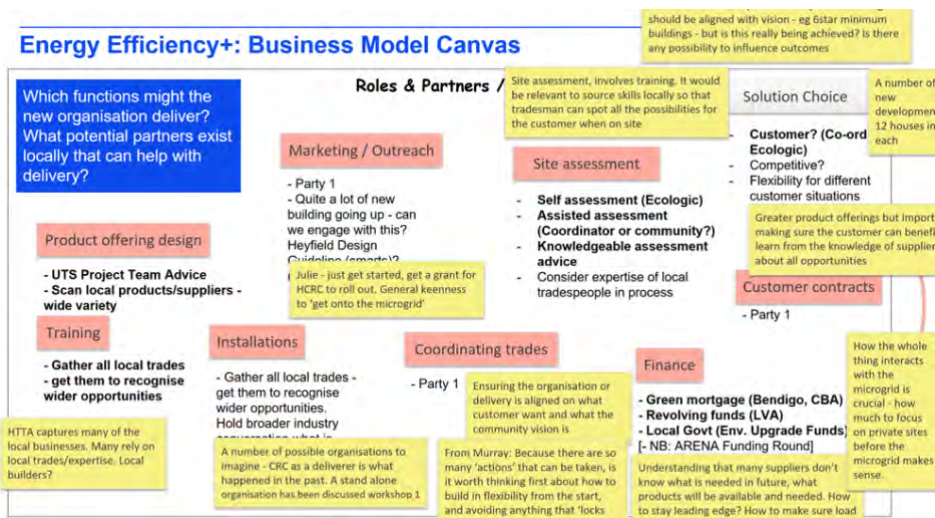 should be aligned with vision - eg 6star minimum
buildings - but is this really being achieved? Is there
any possibility to influence outcomes
Energy Efficiency+: Business Model Canvas
Which functions might the
new organisation deliver?
What potential partners exist
locally that can help with
delivery?
Roles & Partners /
Site assessment, involves training. It would
be relevant to source skills locally so that
tradesman can spot all the possibilities for
the customer when on site
Solution Choice
A number of
new
developmen
12 houses in
each
- Customer? (Co-ord
Ecologic)
- Competitive?
- Flexibility for different
customer situations
Marketing / Outreach
- Party 1
- Quite a lot of new
building going up - can
we engage with this?
Heyfield Design
Guideline (smarts)?
Julie - just get started, get a grant for
HCRC to roll out. General keenness
to 'get onto the microgrid'
Site assessment
- Self assessment (Ecologic)
- Assisted assessment
(Coordinator or community?)
- Knowledgeable assessment
advice
- Consider expertise of local
tradespeople in process
Greater product offerings but Import
making sure the customer can benefi
learn from the knowledge of supplier
about all opportunities
Product offering design
- UTS Project Team Advice
- Scan local products/suppliers -
wide variety
Customer contracts
- Party 1
Training
- Gather all local trades
- get them to recognise
wider opportunities
HTTA captures many of the
local businesses. Many rely on
local trades/expertise. Local
builders?
Installations
- Gather all local trades -
get them to recognise
wider opportunities.
Hold broader industry
conversation what is
A number of possible organisations to
imagine - CRC as a deliverer is what
happened in the past. A stand alone
organisation has been discussed workshop 1
Coordinating trades
- Party 1
Ensuring the organisation or
delivery is aligned on what
customer want and what the
community vision is
From Murray: Because there are so
many 'actions' that can be taken, is
it worth thinking first about how to
build in flexibility from the start,
and avoiding anything that 'locks
Finance
- Green mortgage (Bendigo, CBA)
- Revolving funds (LVA)
- Local Govt (Env. Upgrade Funds)
[- NB: ARENA Funding Round]
Understanding that many suppliers don't
know what is needed in future, what
products will be available and needed. How
to stay leading edge? How to make sure load
How the whole
thing interacts
with the
microgrid is
crucial - how
much to focus
on private sites
before the
microgrid makes
sense.